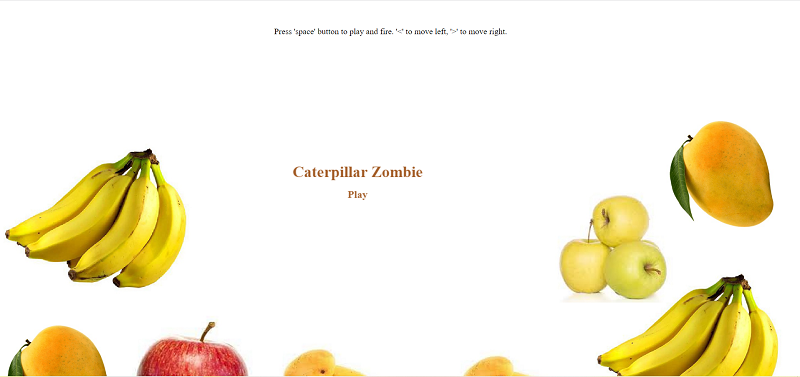 Press 'space' button to play and fire. '<' to move left, '>' to move right.
Caterpillar Zombie
Play